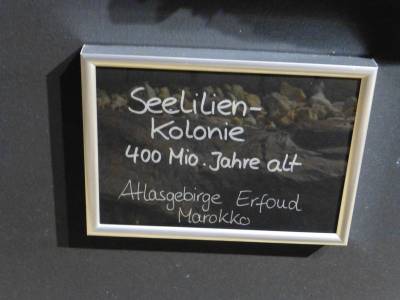 Seelilien-
Kolonie
400 Mio. Jahre alt
Atlasgebirge Erfoud
Marokko